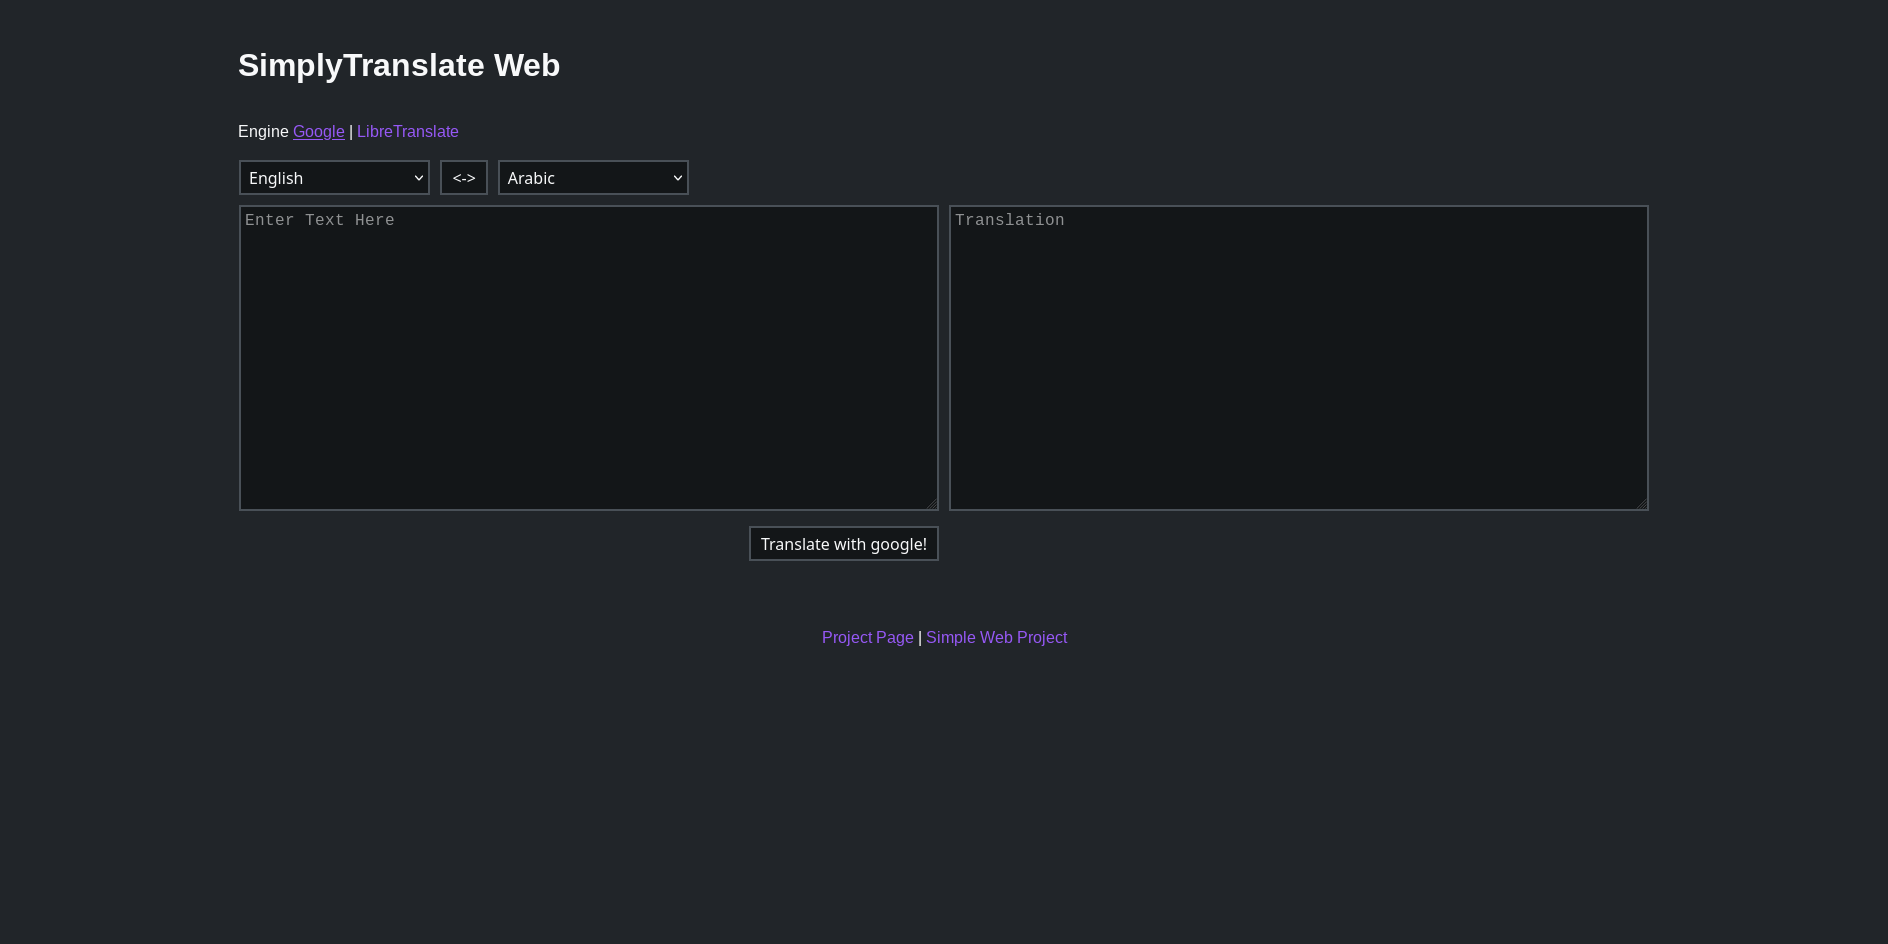 SimplyTranslate Web
Engine Google | LibreTranslate
English <-> Arabic
Enter Text Here
Translation
Translate with google!
Project Page | Simple Web Project